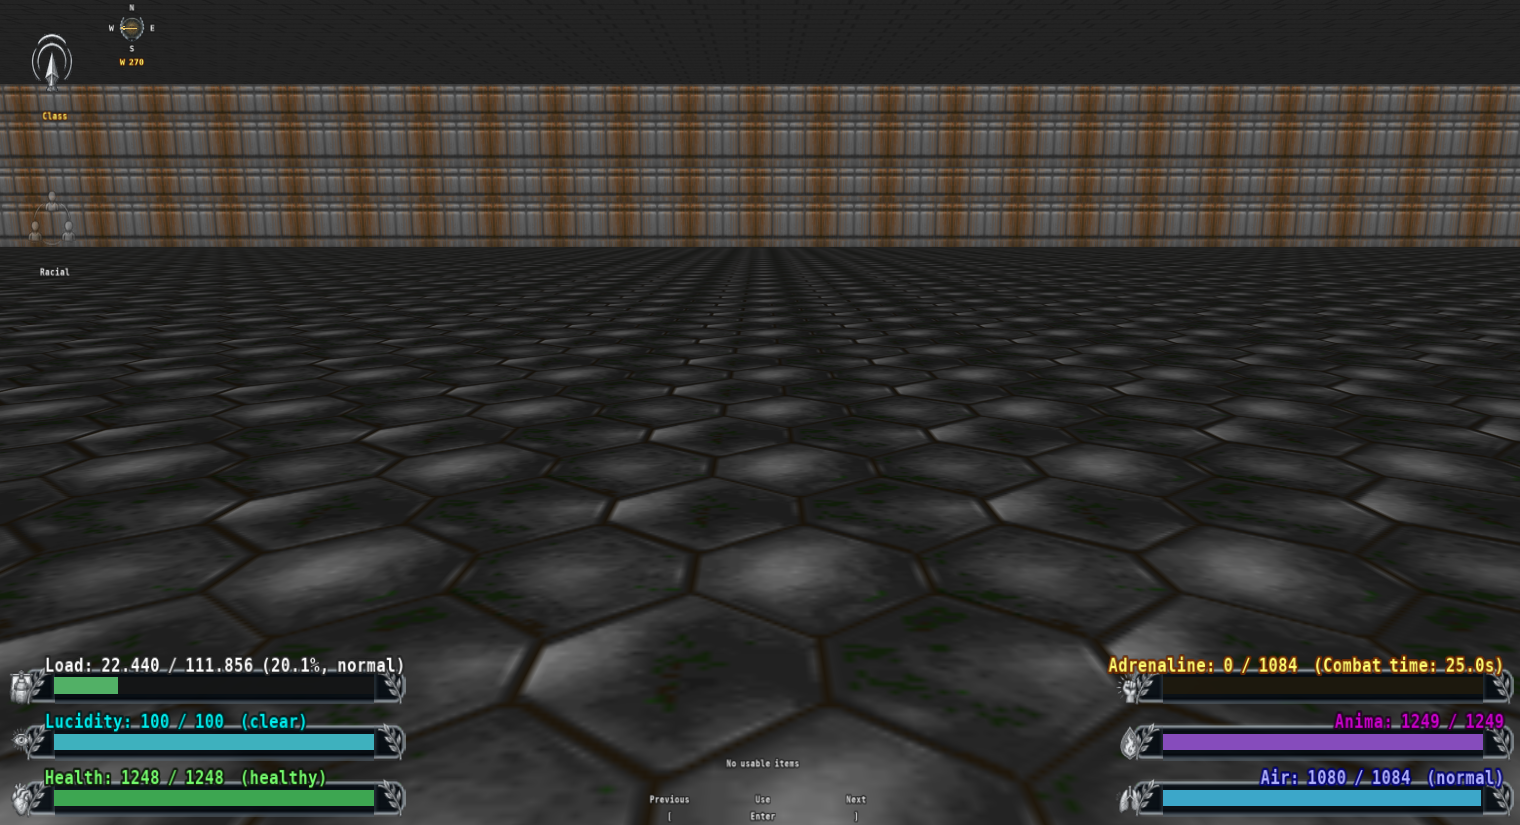 N
W E
S
W 270
Class
Racial
Load: 22.440 / 111.856 (20.1%, normal)
Lucidity: 100 / 100 (clear)
Health: 1248 / 1248 (healthy)
Adrenaline: 0 / 1084 (Combat time: 25.0s)
Anima: 1249 / 1249
Air: 1080 / 1084 (normal)
No usable items
Previous Use Next
[ Enter ]